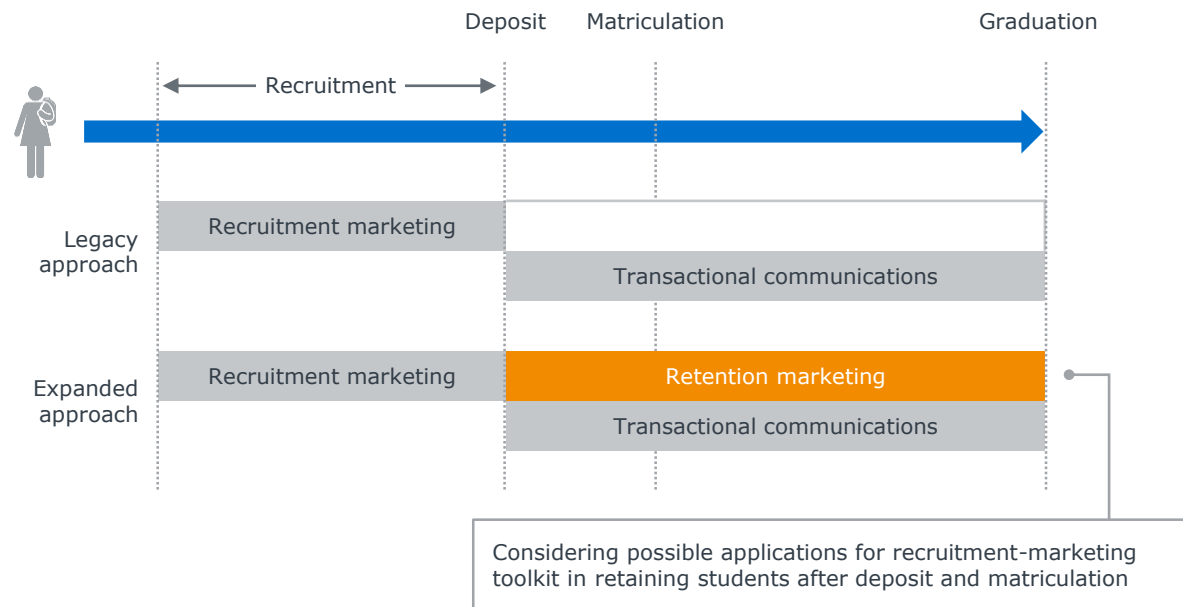 Deposit
Matriculation
Graduation
Recruitment
Legacy
approach
Recruitment marketing
Transactional communications
Expanded
approach
Recruitment marketing
Retention marketing
Transactional communications
Considering possible applications for recruitment-marketing
toolkit in retaining students after deposit and matriculation